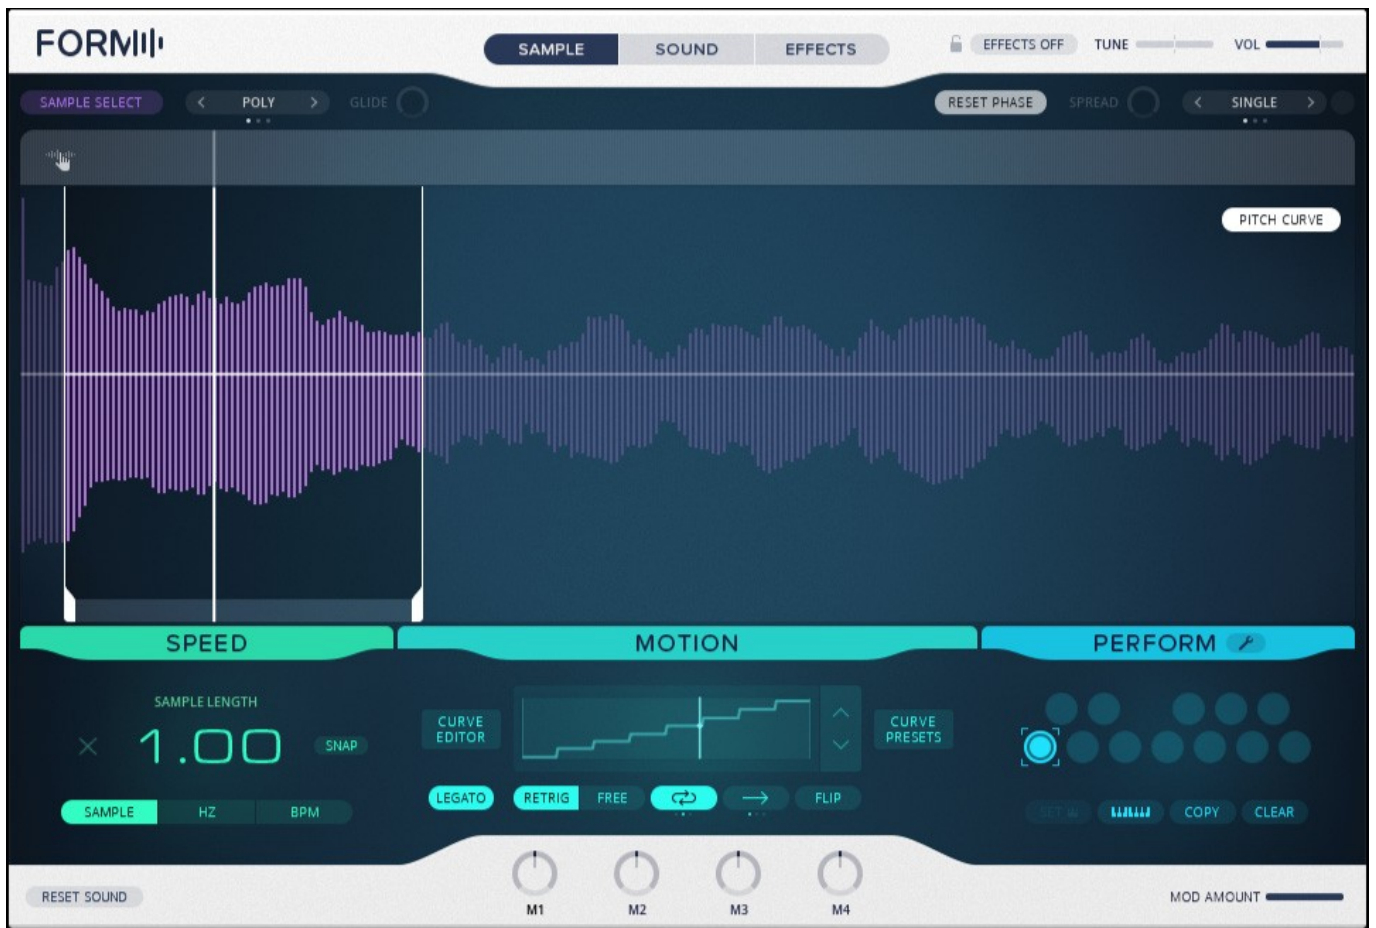 FORM
SAMPLE SOUND EFFECTS
EFFECTS OFF TUNE VOL
SAMPLE SELECT < POLY > GLIDE
RESET PHASE SPREAD < SINGLE >
PITCH CURVE
SPEED MOTION PERFORM
SAMPLE LENGTH
1.00 SNAP
CURVE
EDITOR
CURVE
PRESETS
SAMPLE HZ BPM
LEGATO RETRIG FREE FLIP
SET COPY CLEAR
RESET SOUND
M1 M2 M3 M4
MOD AMOUNT